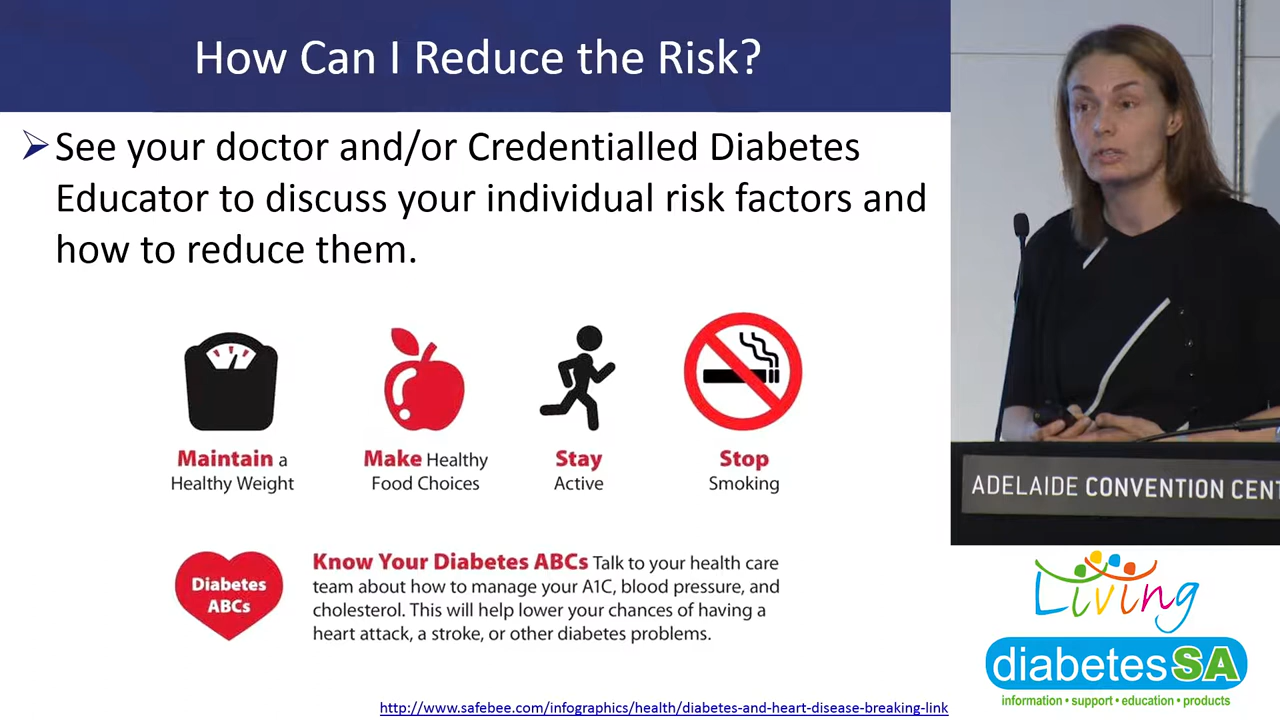 How Can I Reduce the Risk?
See your doctor and/or Credentialled Diabetes
Educator to discuss your individual risk factors and
how to reduce them.
Maintain a
Healthy Weight
Make Healthy
Food Choices
Stay
Active
Stop
Smoking
Diabetes
ABCs
Know Your Diabetes ABCs Talk to your health care
team about how to manage your A1C, blood pressure, and
cholesterol. This will help lower your chances of having a
heart attack, a stroke, or other diabetes problems.
http://www.safebee.com/infographics/health/diabetes-and-heart-disease-breaking-link
ADELAIDE CONVENTION CENT
Living
diabetesSA
information • support • education • products